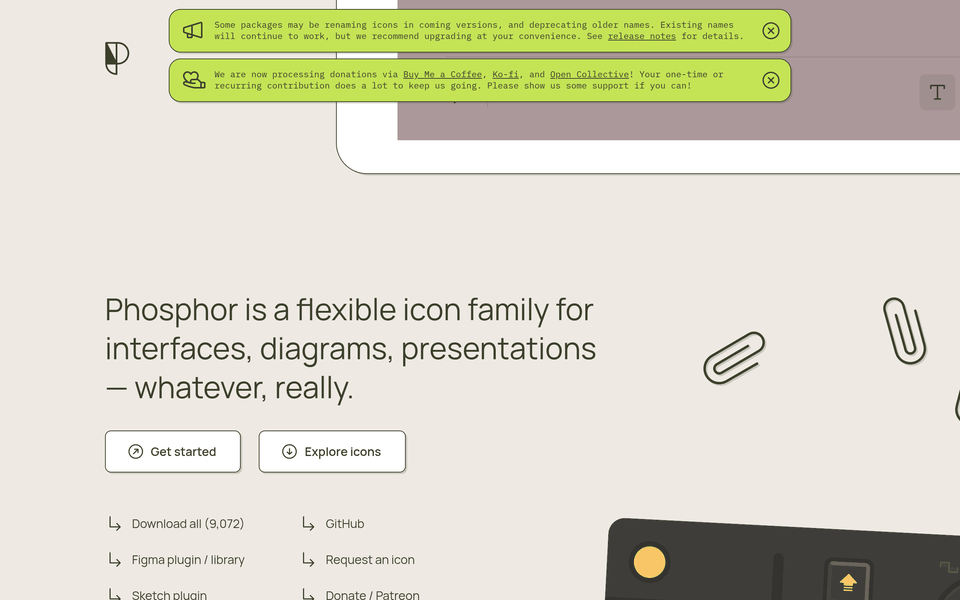 Some packages may be renaming icons in coming versions, and deprecating older names. Existing names
will continue to work, but we recommend upgrading at your convenience. See release notes for details.
We are now processing donations via Buy Me a Coffee, Ko-fi, and Open Collective! Your one-time or
recurring contribution does a lot to keep us going. Please show us some support if you can!
T
Phosphor is a flexible icon family for
interfaces, diagrams, presentations
— whatever, really.
Get started
Explore icons
Download all (9,072)
GitHub
Figma plugin / library
Request an icon
Sketch plugin
Donate / Patreon